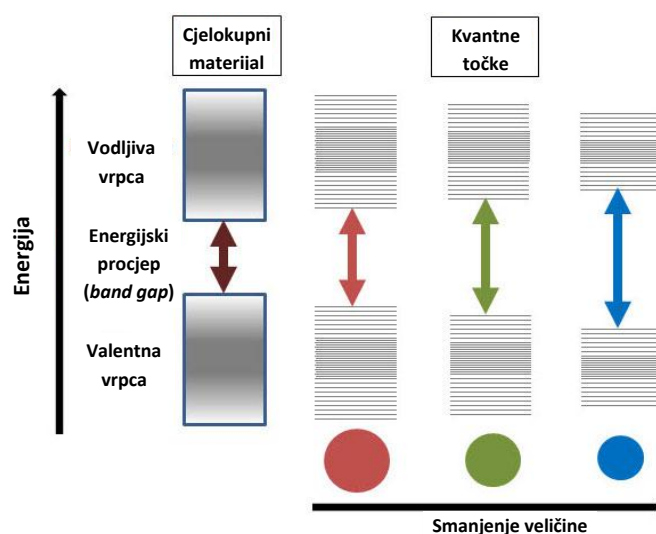 Cjelokupni
materijal
Kvantne
točke
Energija
Vodljiva
vrpca
Energijski
procjep
(band gap)
Valentna
vrpca
Smanjenje veličine